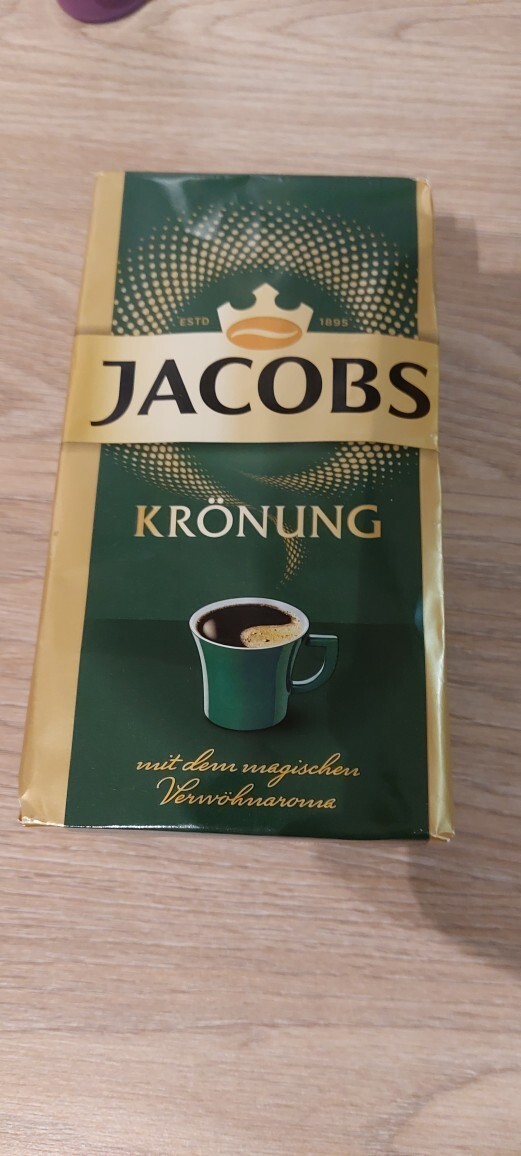 ESTD 1895
JACOBS
KRÖNUNG
mit dem magischen
Verwöhnaroma